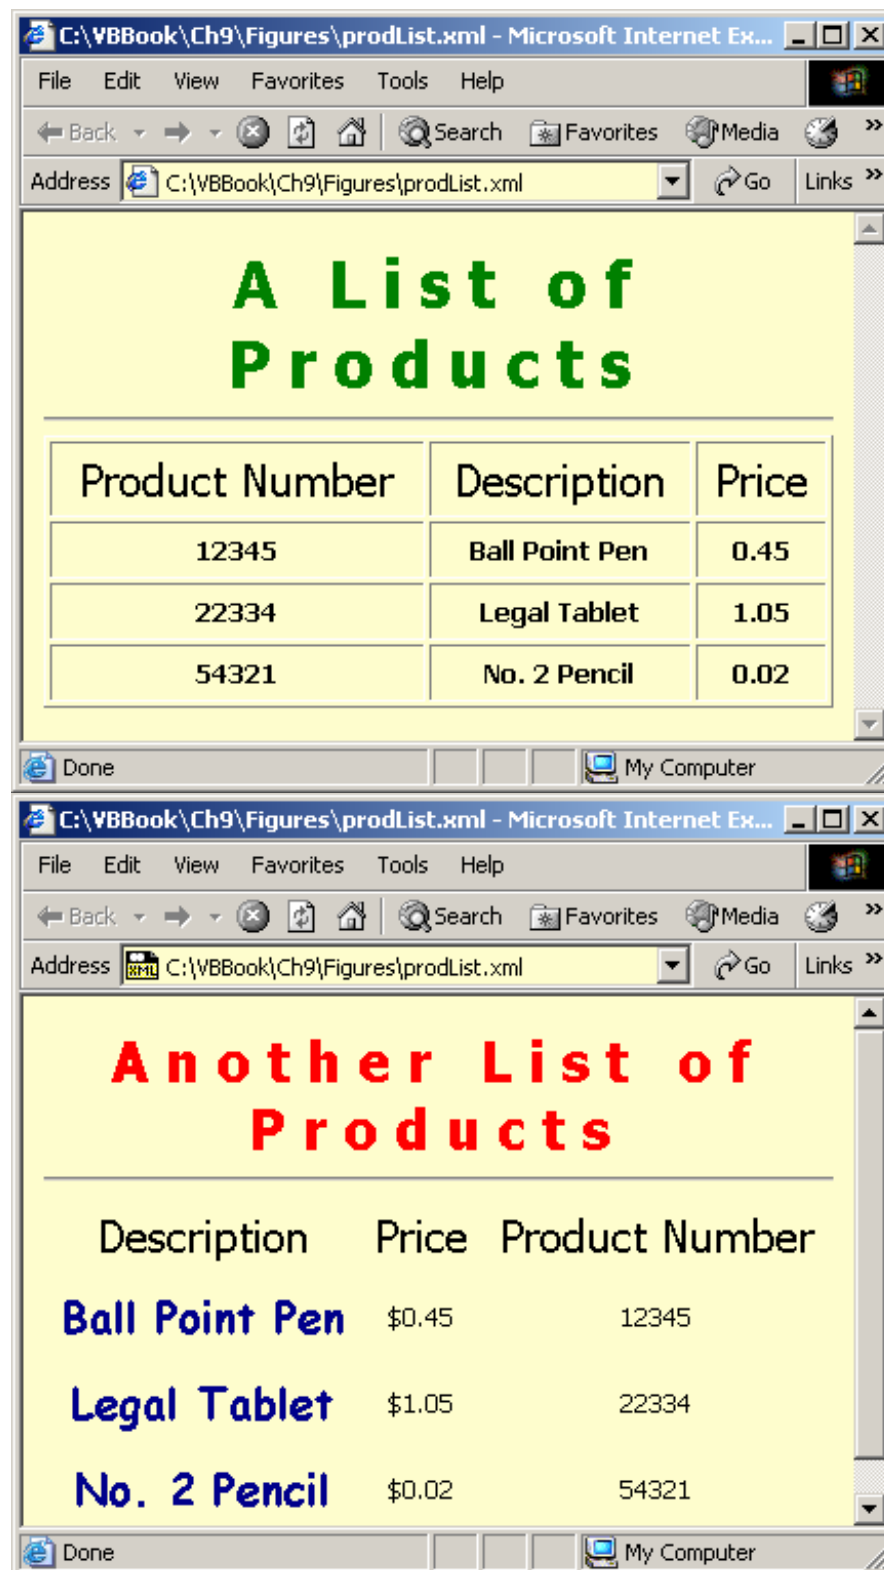 C:\VBBook\Ch9\Figures\prodList.xml - Microsoft Internet Ex...
File Edit View Favorites Tools Help
Back Search Favorites Media »
Address C:\VBBook\Ch9\Figures\prodList.xml Go Links »
A List of
Products
Product Number Description Price
12345 Ball Point Pen 0.45
22334 Legal Tablet 1.05
54321 No. 2 Pencil 0.02
Done My Computer
C:\VBBook\Ch9\Figures\prodList.xml - Microsoft Internet Ex...
File Edit View Favorites Tools Help
Back Search Favorites Media »
Address XML C:\VBBook\Ch9\Figures\prodList.xml Go Links »
Another List of
Products
Description Price Product Number
Ball Point Pen $0.45 12345
Legal Tablet $1.05 22334
No. 2 Pencil $0.02 54321
Done My Computer